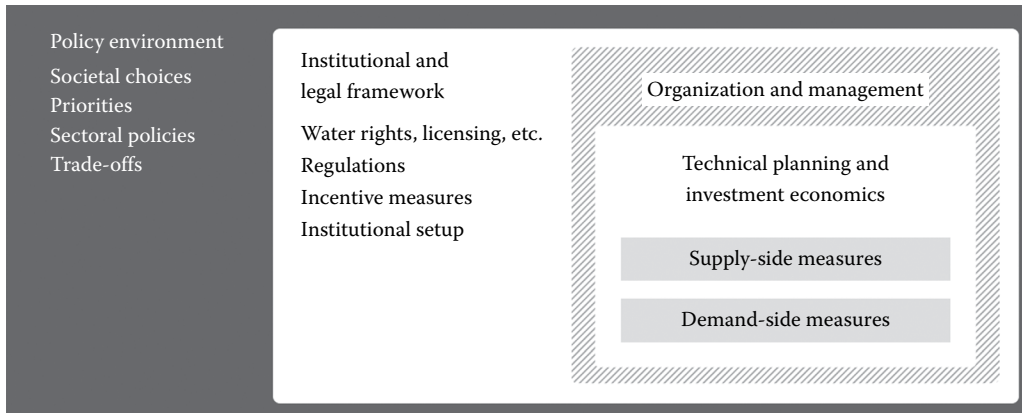 Policy environment
Societal choices
Priorities
Sectoral policies
Trade-offs
Institutional and
legal framework
Water rights, licensing, etc.
Regulations
Incentive measures
Institutional setup
Organization and management
Technical planning and
investment economics
Supply-side measures
Demand-side measures